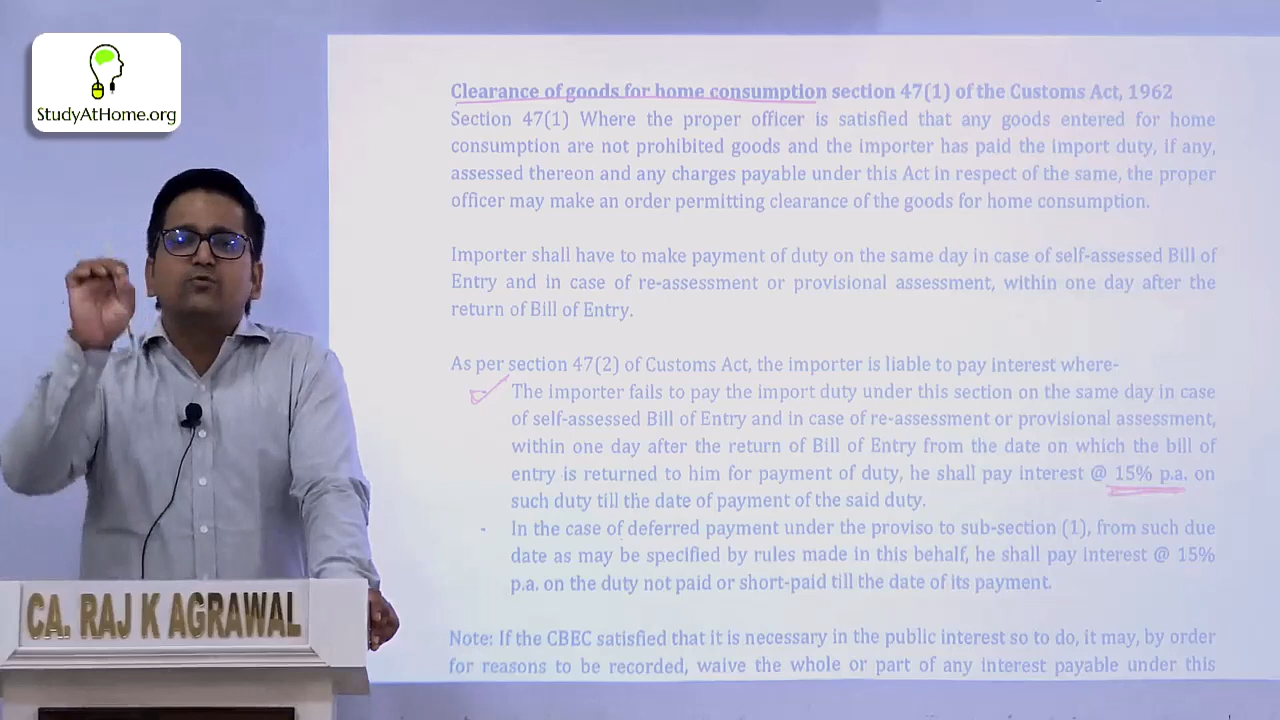 StudyAtHome.org
Clearance of goods for home consumption section 47(1) of the Customs Act, 1962
Section 47(1) Where the proper officer is satisfied that any goods entered for home
consumption are not prohibited goods and the importer has paid the import duty, if any,
assessed thereon and any charges payable under this Act in respect of the same, the proper
officer may make an order permitting clearance of the goods for home consumption.
Importer shall have to make payment of duty on the same day in case of self-assessed Bill of
Entry and in case of re-assessment or provisional assessment, within one day after the
return of Bill of Entry.
As per section 47(2) of Customs Act, the importer is liable to pay interest where-
The importer fails to pay the import duty under this section on the same day in case
of self-assessed Bill of Entry and in case of re-assessment or provisional assessment,
within one day after the return of Bill of Entry from the date on which the bill of
entry is returned to him for payment of duty, he shall pay interest @ 15% p.a. on
such duty till the date of payment of the said duty.
- In the case of deferred payment under the proviso to sub-section (1), from such due
date as may be specified by rules made in this behalf, he shall pay interest @ 15%
p.a. on the duty not paid or short-paid till the date of its payment.
Note: If the CBEC satisfied that it is necessary in the public interest so to do, it may, by order
for reasons to be recorded, waive the whole or part of any interest payable under this
CA. RAJ K AGRAWAL